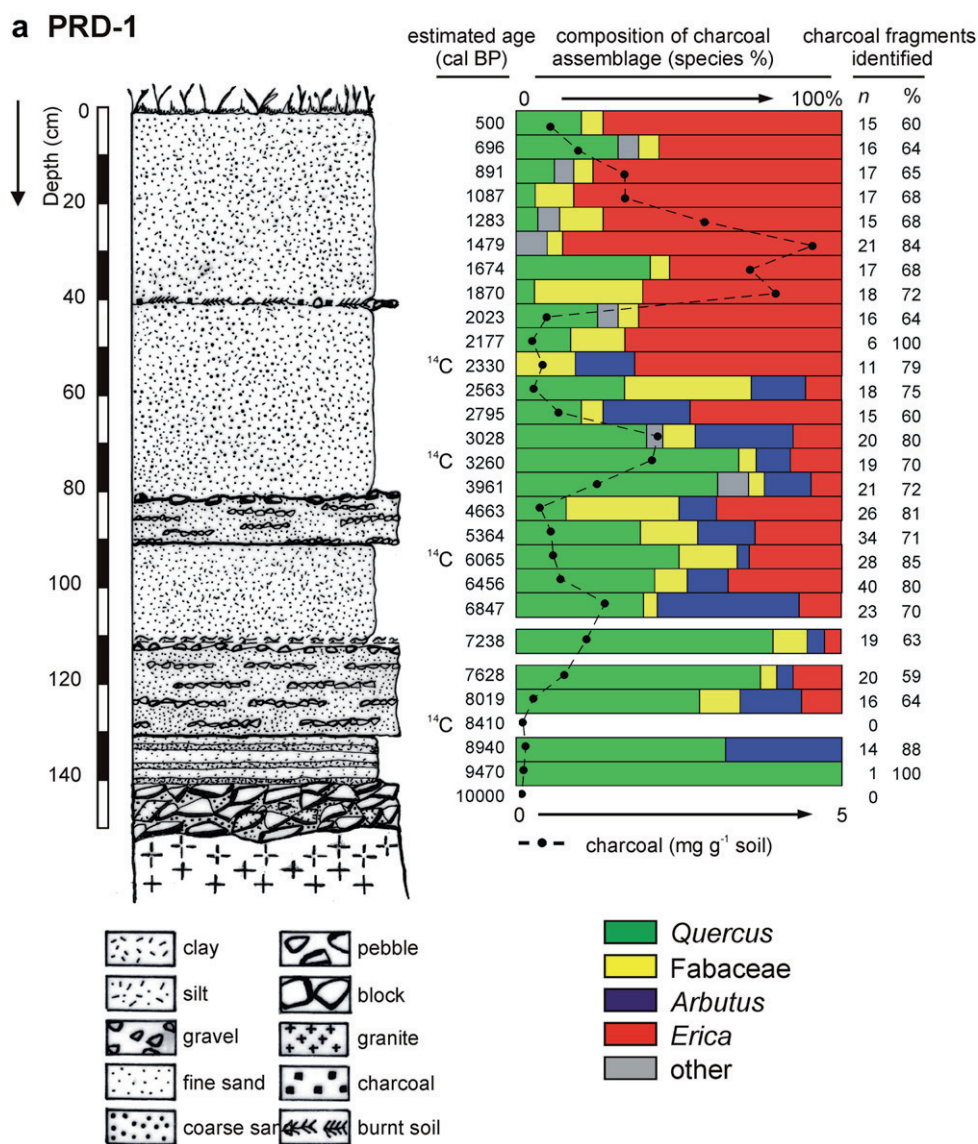 a PRD-1
estimated age
(cal BP)
composition of charcoal
assemblage (species %)
charcoal fragments
identified
0 100% n %
Depth (cm)
0
20
40
60
80
100
120
140
500 15 60
696 16 64
891 17 65
1087 17 68
1283 15 68
1479 21 84
1674 17 68
1870 18 72
2023 16 64
2177 6 100
14C 2330 11 79
2563 18 75
2795 15 60
3028 20 80
14C 3260 19 70
3961 21 72
4663 26 81
5364 34 71
14C 6065 28 85
6456 40 80
6847 23 70
7238 19 63
7628 20 59
8019 16 64
14C 8410 0
8940 14 88
9470 1 100
10000 0
0 5
charcoal (mg g-1 soil)
clay
silt
gravel
fine sand
coarse san
pebble
block
granite
charcoal
burnt soil
Quercus
Fabaceae
Arbutus
Erica
other